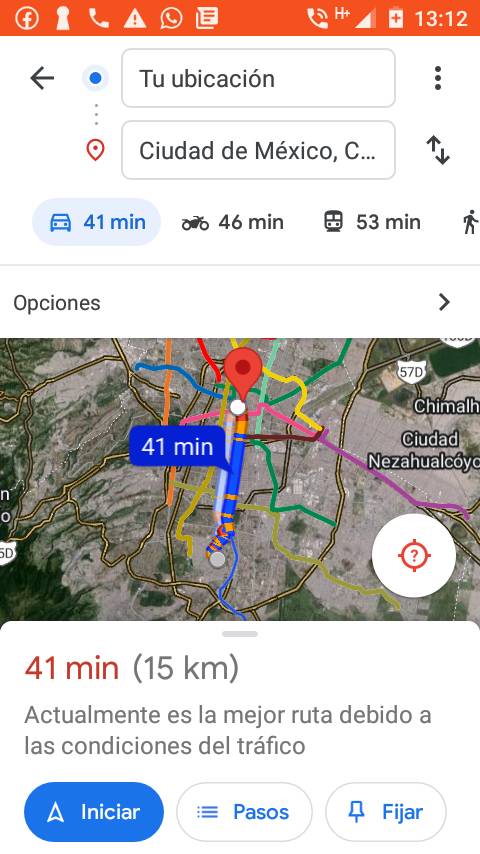 H+ 13:12
Tu ubicación
Ciudad de México, C...
41 min 46 min 53 min
Opciones
57D
Chimalh
Ciudad
Nezahualcóyo
41 min
n
o
5D
?
41 min (15 km)
Actualmente es la mejor ruta debido a
las condiciones del tráfico
Iniciar Pasos Fijar